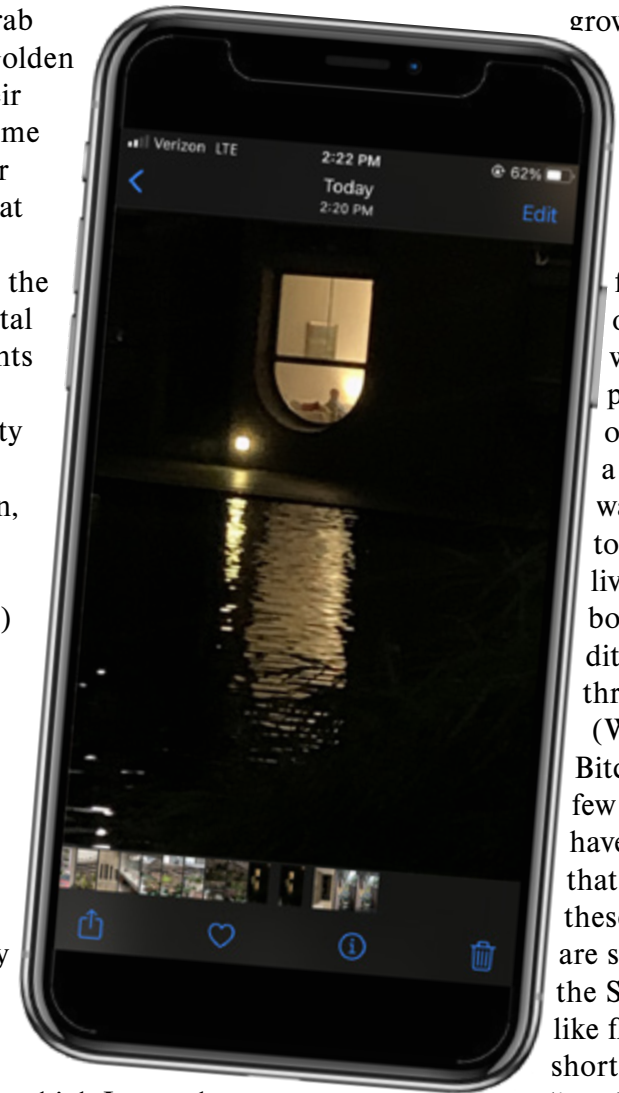 rab
olden
ir
me
r
at
the
tal
nts
ty
n,
)
y
Verizon LTE 2:22 PM 62%
Today
2:20 PM
Edit
grow
f
o
w
p
o
a
wa
to
liv
bo
dit
thr
(W
Bitc
few
have
that
these
are s
the S
like fl
short